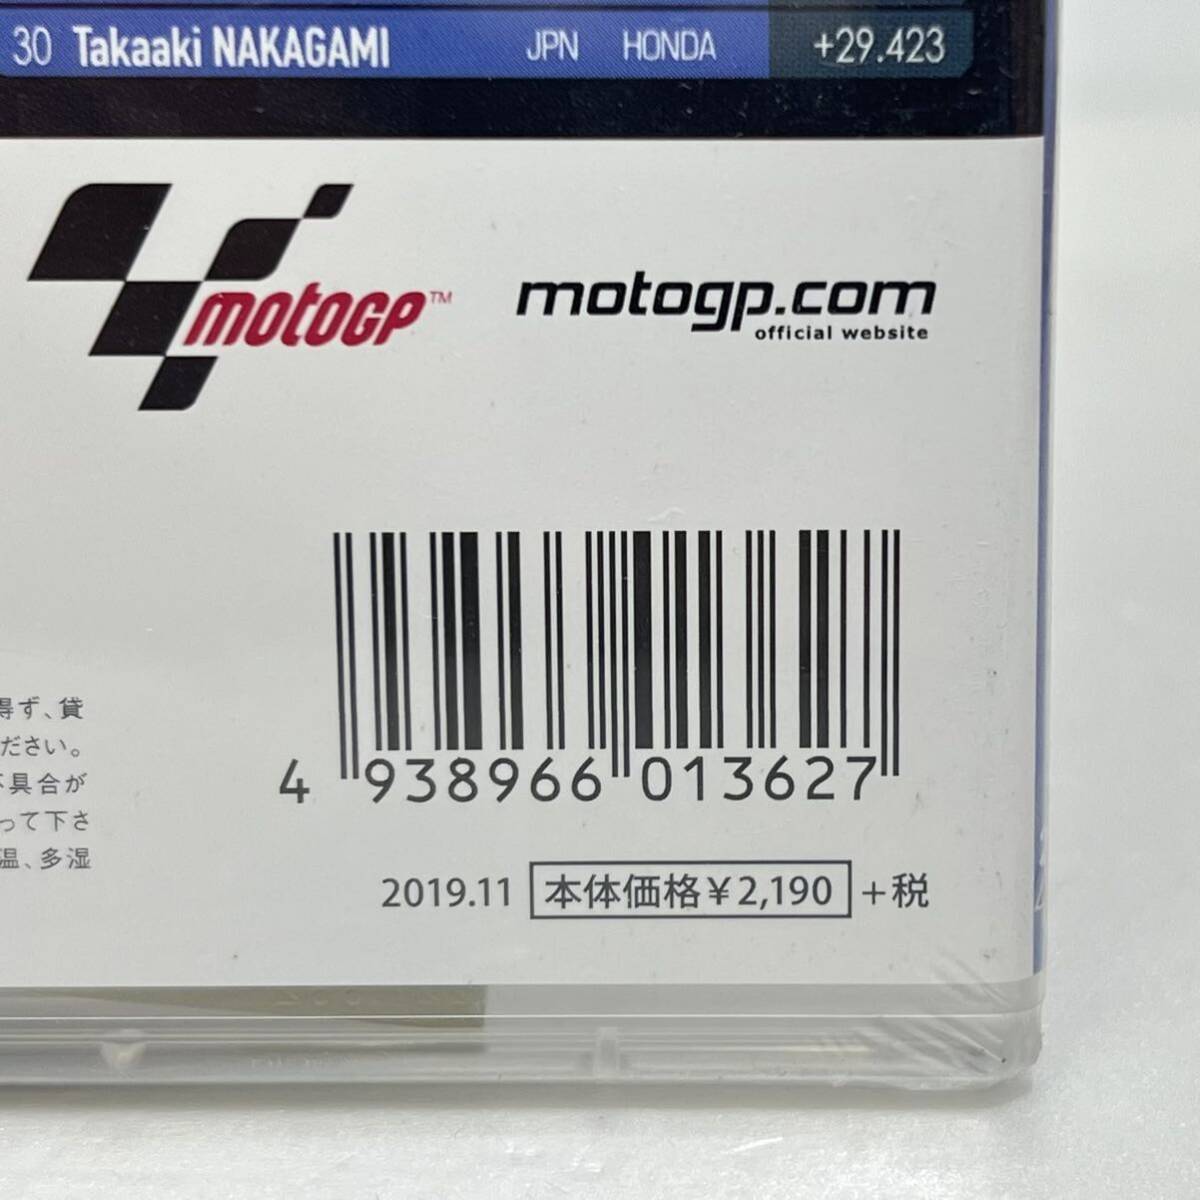 30 Takaaki NAKAGAMI JPN HONDA +29.423
motoGP™
motogp.com
official website
得ず、貸
ださい。
不具合が
って下さ
温、多湿
4 938966 013627
2019.11 本体価格￥2,190 +税